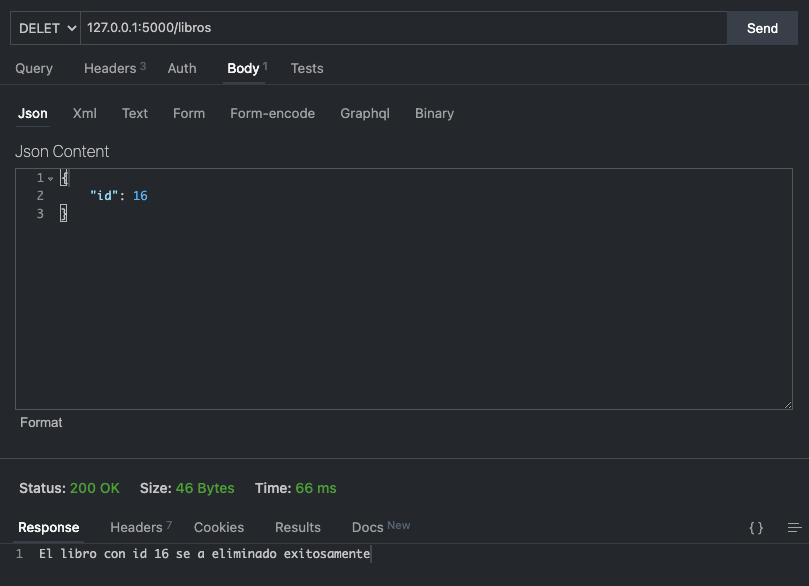 DELET 127.0.0.1:5000/libros Send
Query Headers 3 Auth Body 1 Tests
Json Xml Text Form Form-encode Graphql Binary
Json Content
1 {
2 "id": 16
3 }
Format
Status: 200 OK Size: 46 Bytes Time: 66 ms
Response Headers 7 Cookies Results Docs New { }
1 El libro con id 16 se a eliminado exitosamente